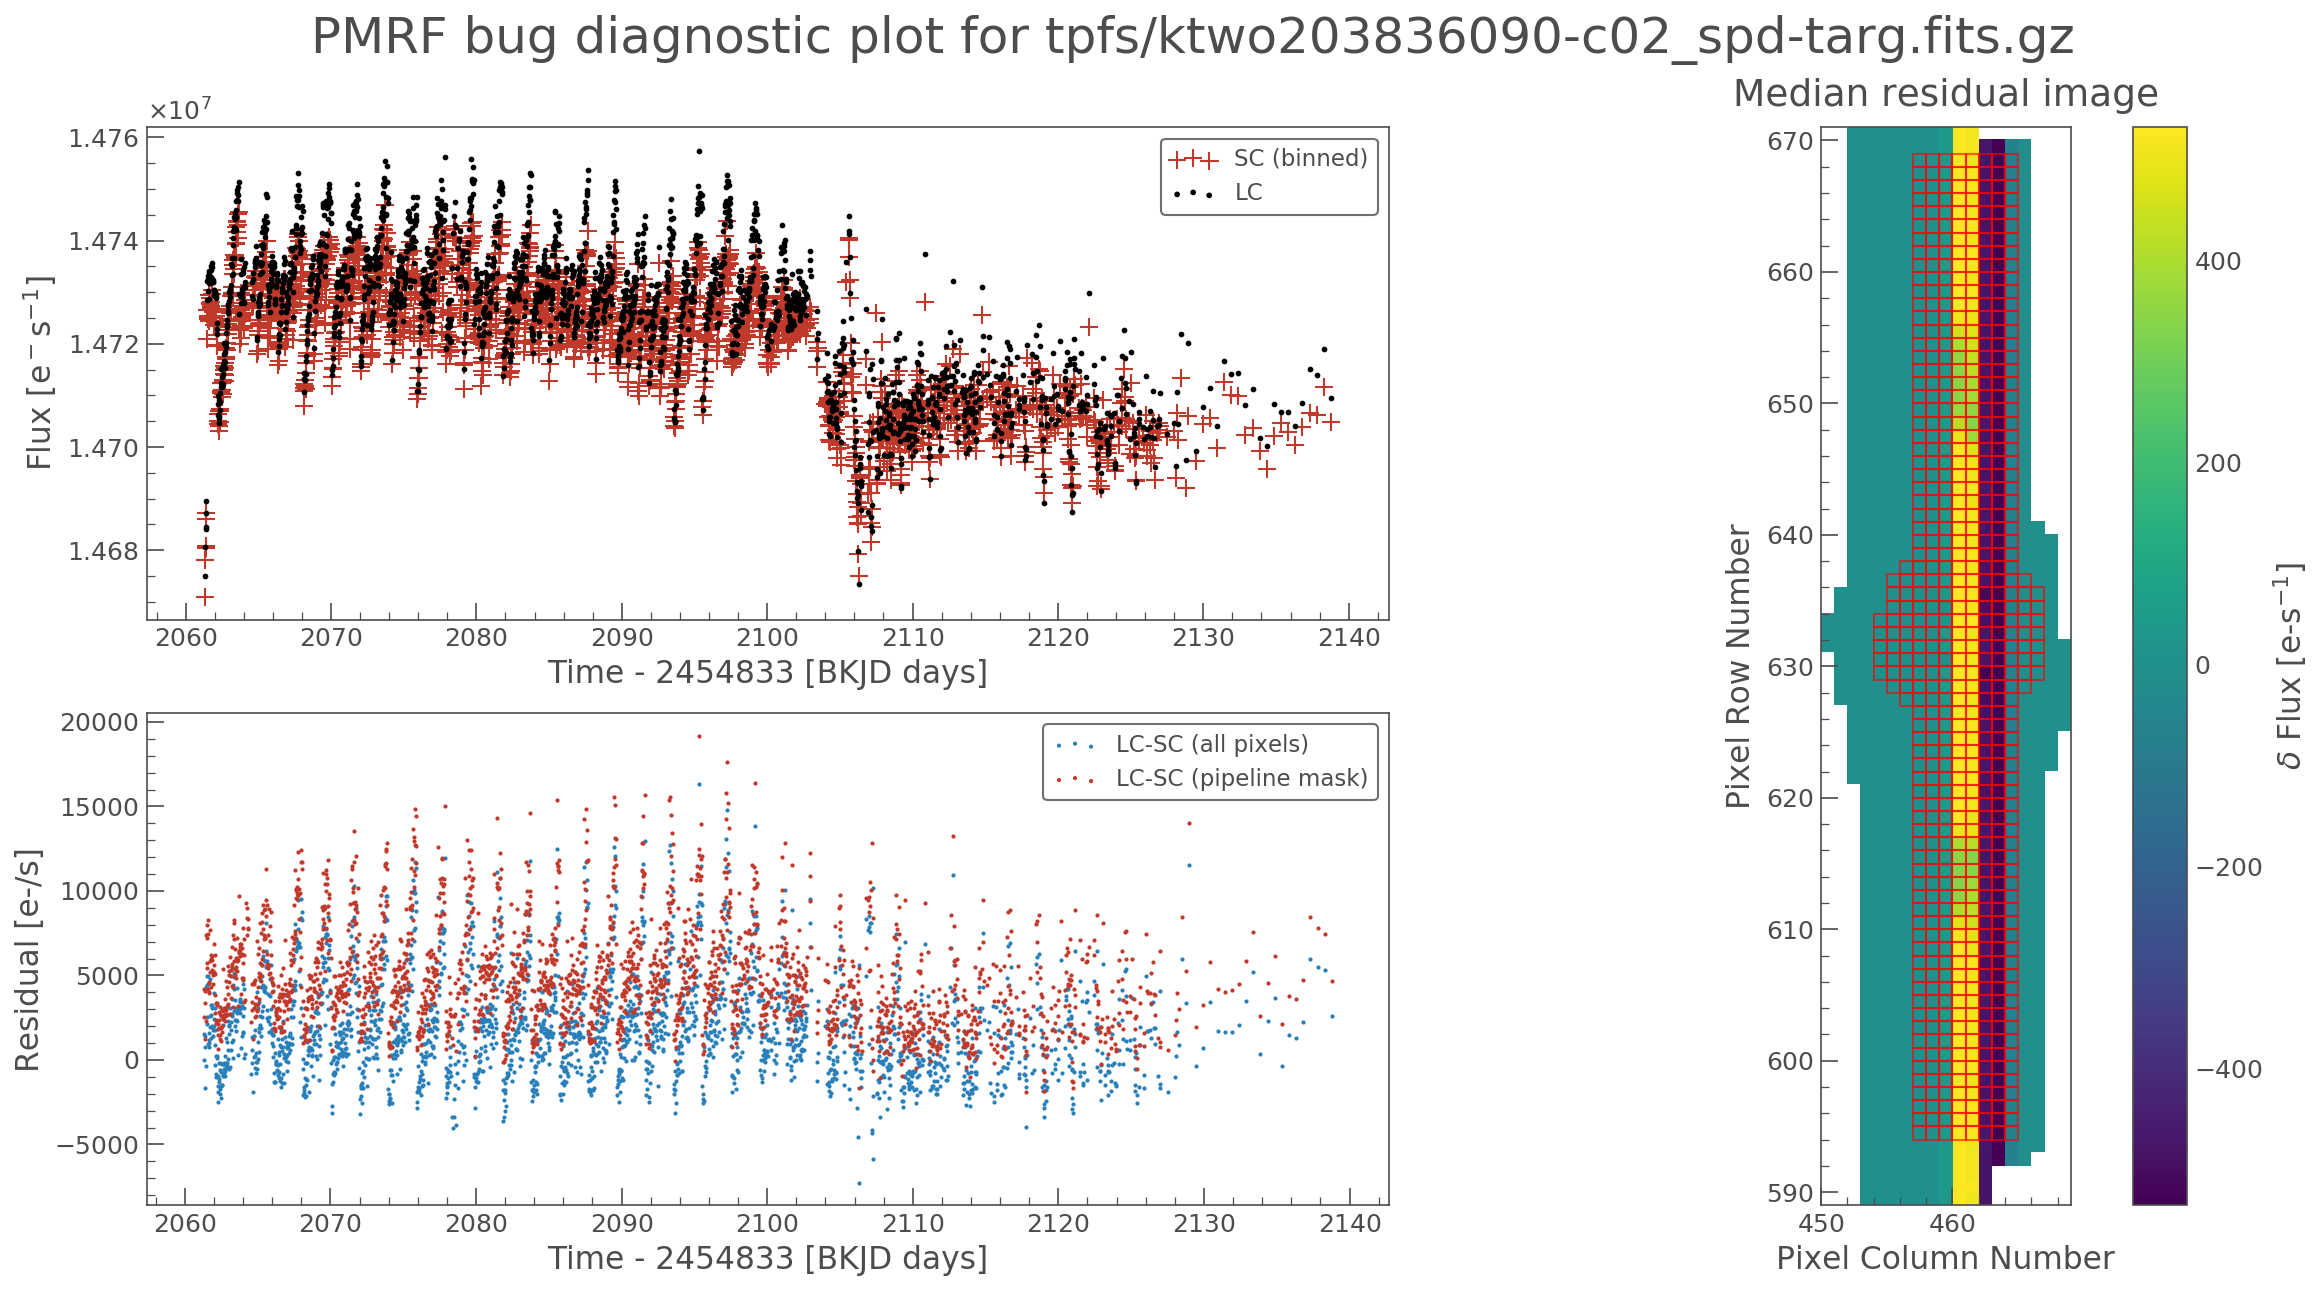 PMRF bug diagnostic plot for tpfs/ktwo203836090-c02_spd-targ.fits.gz
×10⁷
1.476
1.474
1.472
1.470
1.468
Flux [e⁻ s⁻¹]
SC (binned)
LC
2060 2070 2080 2090 2100 2110 2120 2130 2140
Time - 2454833 [BKJD days]
20000
15000
10000
5000
0
−5000
Residual [e-/s]
LC-SC (all pixels)
LC-SC (pipeline mask)
2060 2070 2080 2090 2100 2110 2120 2130 2140
Time - 2454833 [BKJD days]
Median residual image
670
660
650
640
630
620
610
600
590
Pixel Row Number
450 460
Pixel Column Number
400
200
0
−200
−400
δ Flux [e-s⁻¹]